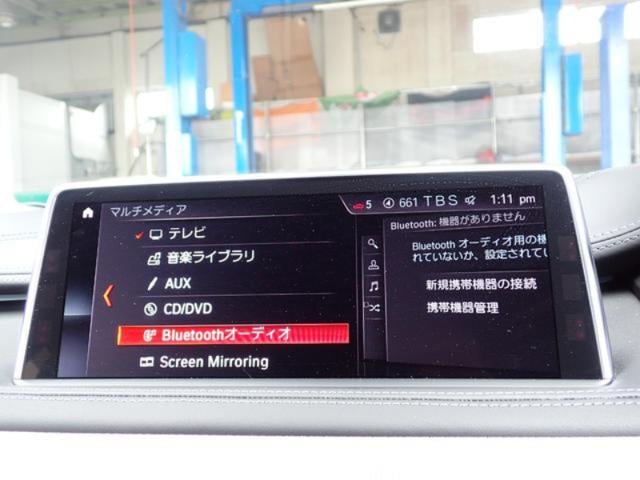 マルチメディア
5 661 TBS 1:11 pm
テレビ
音楽ライブラリ
AUX
CD/DVD
Bluetoothオーディオ
Screen Mirroring
Bluetooth: 機器がありません
Bluetooth オーディオ用の機
れていないか、設定されてい
新規携帯機器の接続
携帯機器管理